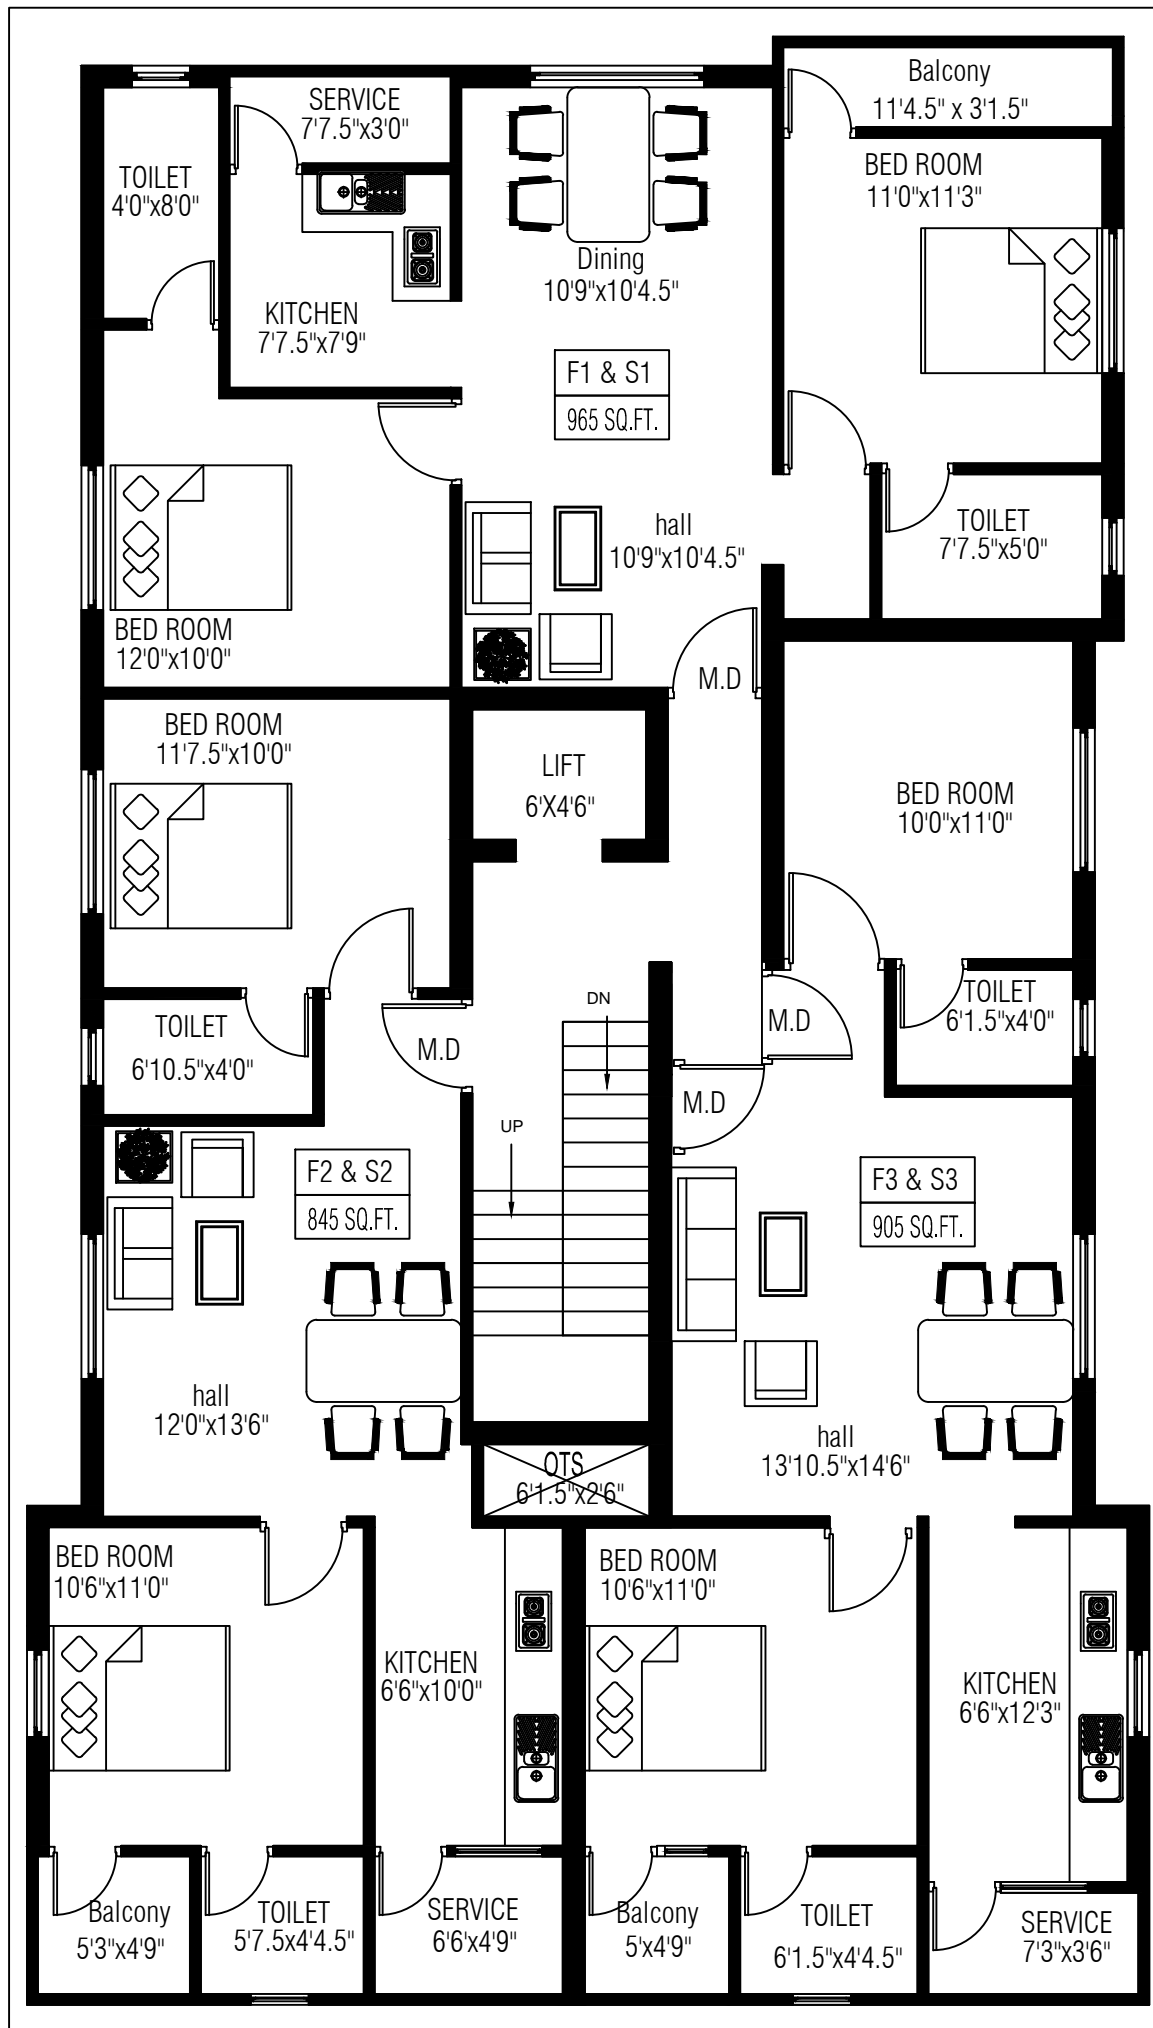 Balcony
11'4.5" x 3'1.5"
SERVICE
7'7.5"x3'0"
TOILET
4'0"x8'0"
BED ROOM
11'0"x11'3"
Dining
10'9"x10'4.5"
KITCHEN
7'7.5"x7'9"
F1 & S1
965 SQ.FT.
hall
10'9"x10'4.5"
TOILET
7'7.5"x5'0"
BED ROOM
12'0"x10'0"
M.D
BED ROOM
11'7.5"x10'0"
LIFT
6'X4'6"
BED ROOM
10'0"x11'0"
DN
TOILET
6'1.5"x4'0"
TOILET
6'10.5"x4'0"
M.D
M.D
M.D
UP
F2 & S2
845 SQ.FT.
F3 & S3
905 SQ.FT.
hall
12'0"x13'6"
hall
13'10.5"x14'6"
OTS
6'1.5"x2'6"
BED ROOM
10'6"x11'0"
BED ROOM
10'6"x11'0"
KITCHEN
6'6"x10'0"
KITCHEN
6'6"x12'3"
Balcony
5'3"x4'9"
TOILET
5'7.5x4'4.5"
SERVICE
6'6"x4'9"
Balcony
5'x4'9"
TOILET
6'1.5"x4'4.5"
SERVICE
7'3"x3'6"